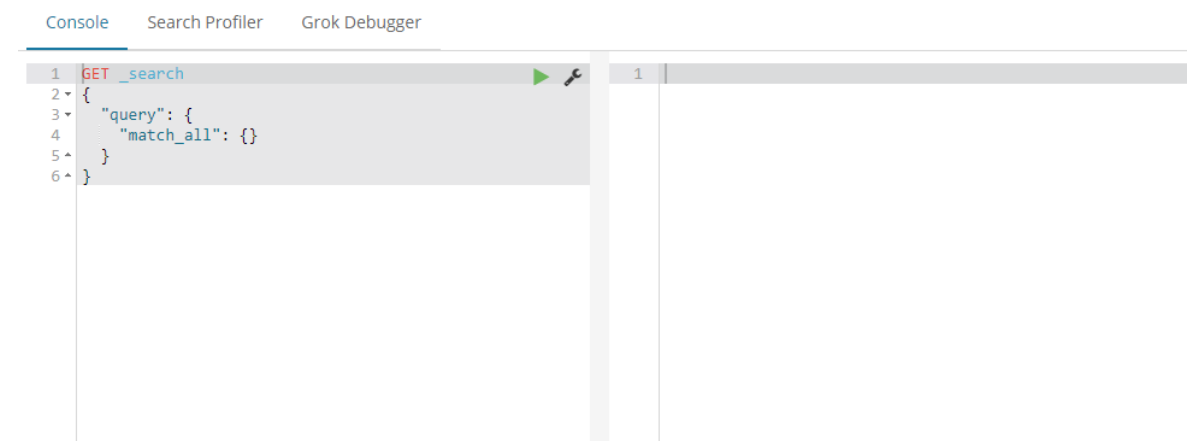 Console Search Profiler Grok Debugger
1 GET _search
2 {
3 "query": {
4 "match_all": {}
5 }
6 }
1